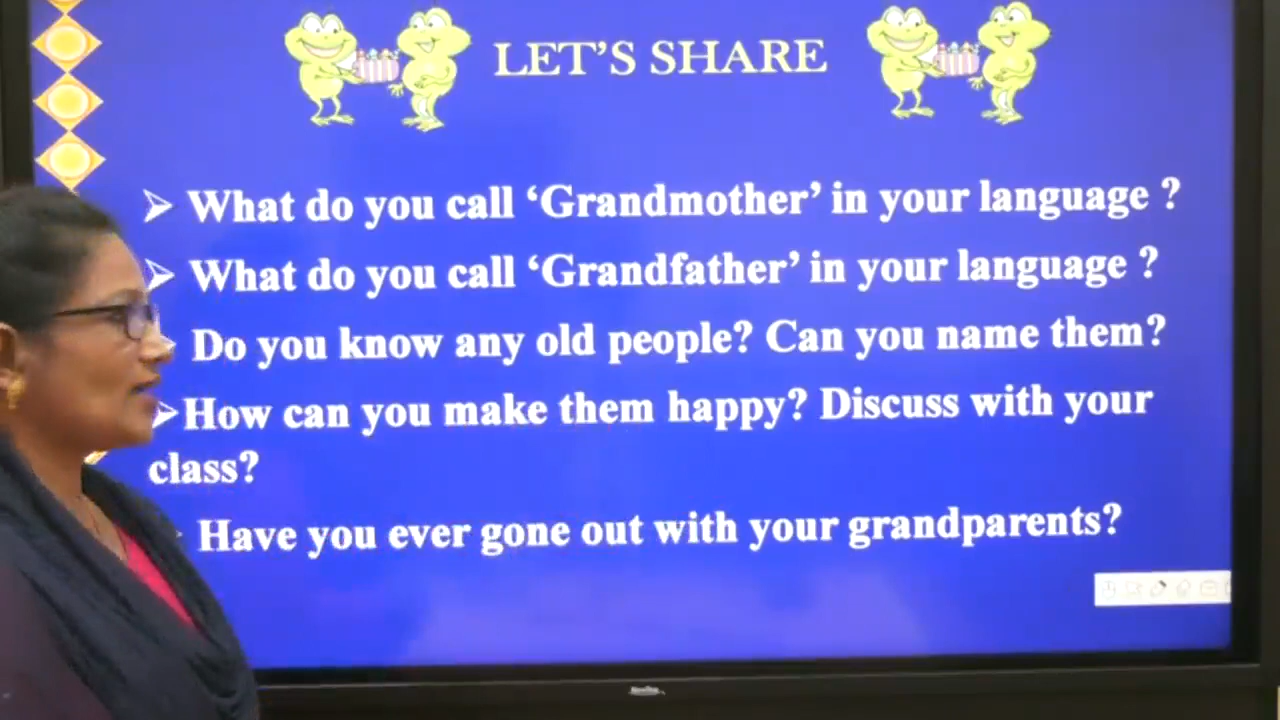 LET'S SHARE
What do you call ‘Grandmother’ in your language ?
What do you call ‘Grandfather’ in your language ?
Do you know any old people? Can you name them?
How can you make them happy? Discuss with your
class?
Have you ever gone out with your grandparents?